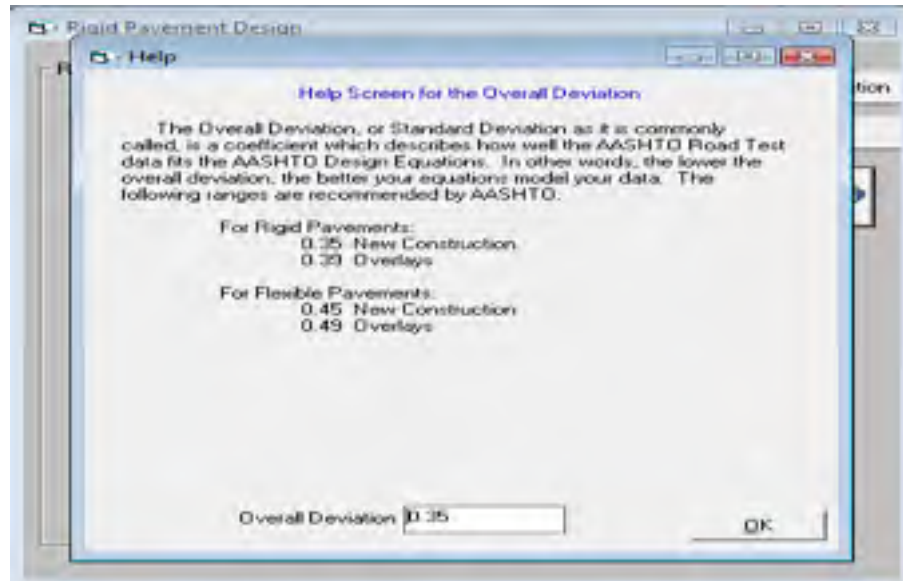 Rigid Pavement Design
- Help
R
tion
Help Screen for the Overall Deviation
The Overall Deviation, or Standard Deviation as it is commonly
called, is a coefficient which describes how well the AASHTO Road Test
data fits the AASHTO Design Equations. In other words, the lower the
overall deviation, the better your equations model your data. The
following ranges are recommended by AASHTO.
For Rigid Pavements:
0.35 New Construction
0.39 Overlays
For Flexible Pavements:
0.45 New Construction
0.49 Overlays
Overall Deviation 0.35
OK